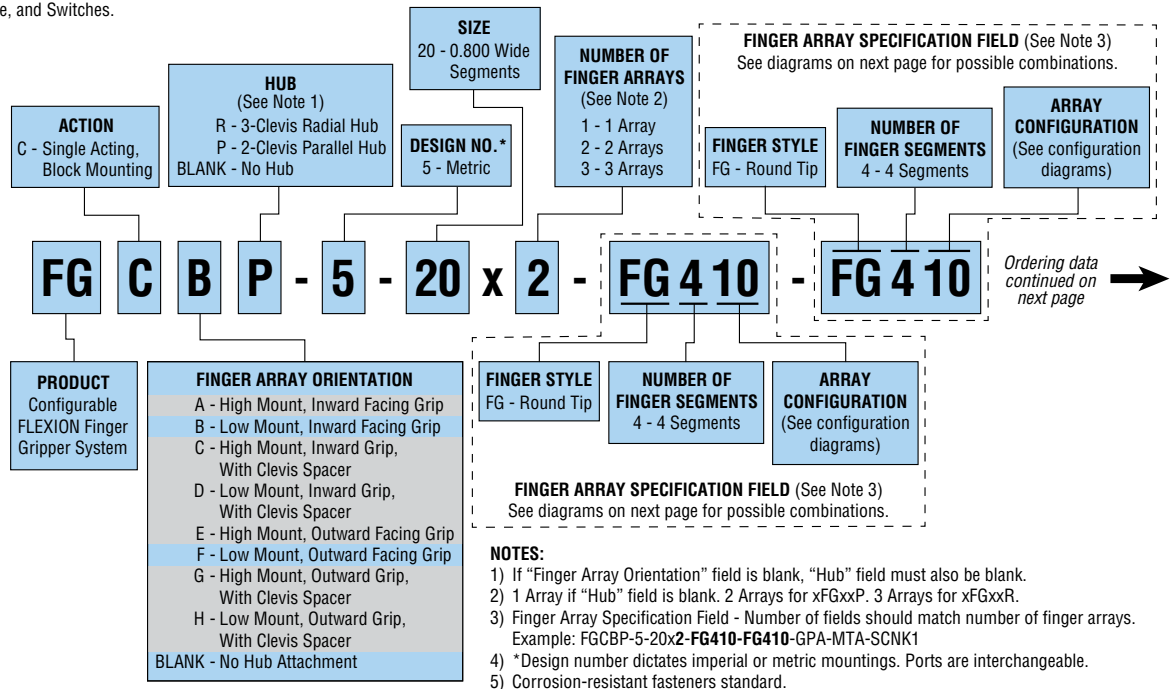 e, and Switches.
SIZE
20 - 0.800 Wide
Segments
NUMBER OF
FINGER ARRAYS
(See Note 2)
1 - 1 Array
2 - 2 Arrays
3 - 3 Arrays
FINGER ARRAY SPECIFICATION FIELD (See Note 3)
See diagrams on next page for possible combinations.
HUB
(See Note 1)
R - 3-Clevis Radial Hub
P - 2-Clevis Parallel Hub
BLANK - No Hub
ACTION
C - Single Acting,
Block Mounting
DESIGN NO.*
5 - Metric
FINGER STYLE
FG - Round Tip
NUMBER OF
FINGER SEGMENTS
4 - 4 Segments
ARRAY
CONFIGURATION
(See configuration
diagrams)
FG C B P - 5 - 20 x 2 - FG 4 10 - FG 4 10
Ordering data
continued on
next page
PRODUCT
Configurable
FLEXION Finger
Gripper System
FINGER ARRAY ORIENTATION
A - High Mount, Inward Facing Grip
B - Low Mount, Inward Facing Grip
C - High Mount, Inward Grip,
With Clevis Spacer
D - Low Mount, Inward Grip,
With Clevis Spacer
E - High Mount, Outward Facing Grip
F - Low Mount, Outward Facing Grip
G - High Mount, Outward Grip,
With Clevis Spacer
H - Low Mount, Outward Grip,
With Clevis Spacer
BLANK - No Hub Attachment
FINGER STYLE
FG - Round Tip
NUMBER OF
FINGER SEGMENTS
4 - 4 Segments
ARRAY
CONFIGURATION
(See configuration
diagrams)
FINGER ARRAY SPECIFICATION FIELD (See Note 3)
See diagrams on next page for possible combinations.
NOTES:
1) If “Finger Array Orientation” field is blank, “Hub” field must also be blank.
2) 1 Array if “Hub” field is blank. 2 Arrays for xFGxxP. 3 Arrays for xFGxxR.
3) Finger Array Specification Field - Number of fields should match number of finger arrays.
Example: FGCBP-5-20x2-FG410-FG410-GPA-MTA-SCNK1
4) *Design number dictates imperial or metric mountings. Ports are interchangeable.
5) Corrosion-resistant fasteners standard.